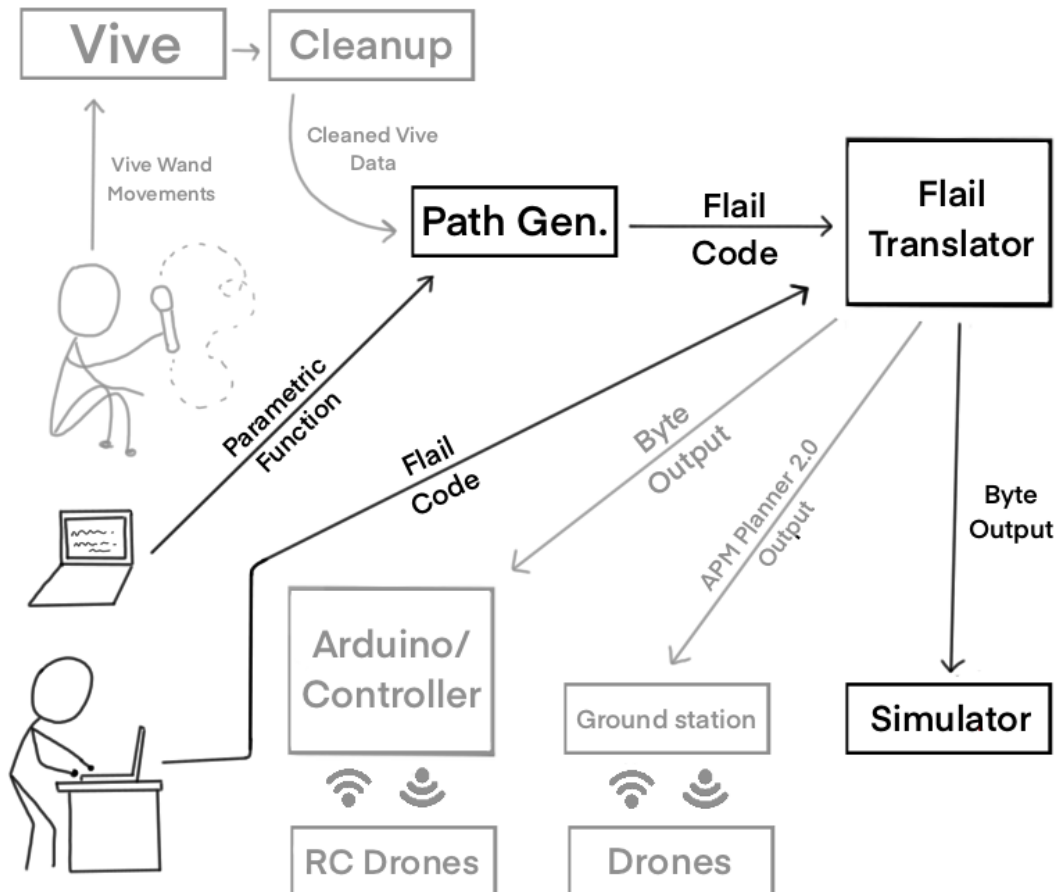 Vive
Cleanup
Vive Wand
Movements
Cleaned Vive
Data
Path Gen.
Flail
Code
Flail
Translator
Parametric
Function
Flail
Code
Byte
Output
APM Planner 2.0
Output
Byte
Output
Arduino/
Controller
Ground station
Simulator
RC Drones
Drones